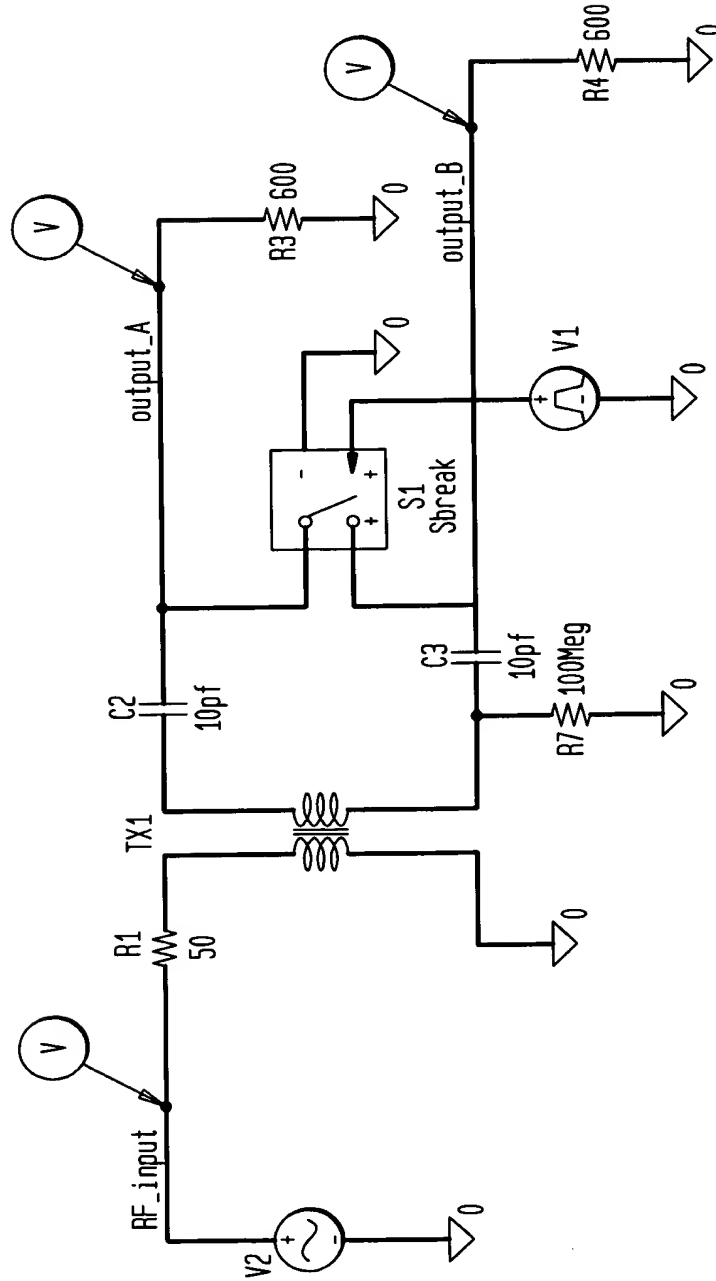 RF_input
V
V2
+
-
0
R1
50
TX1
0
C2
10pf
output_A
V
R3
600
0
-
+
+
S1
Sbreak
0
C3
10pf
R7
100Meg
0
output_B
V
V1
+
-
0
R4
600
0